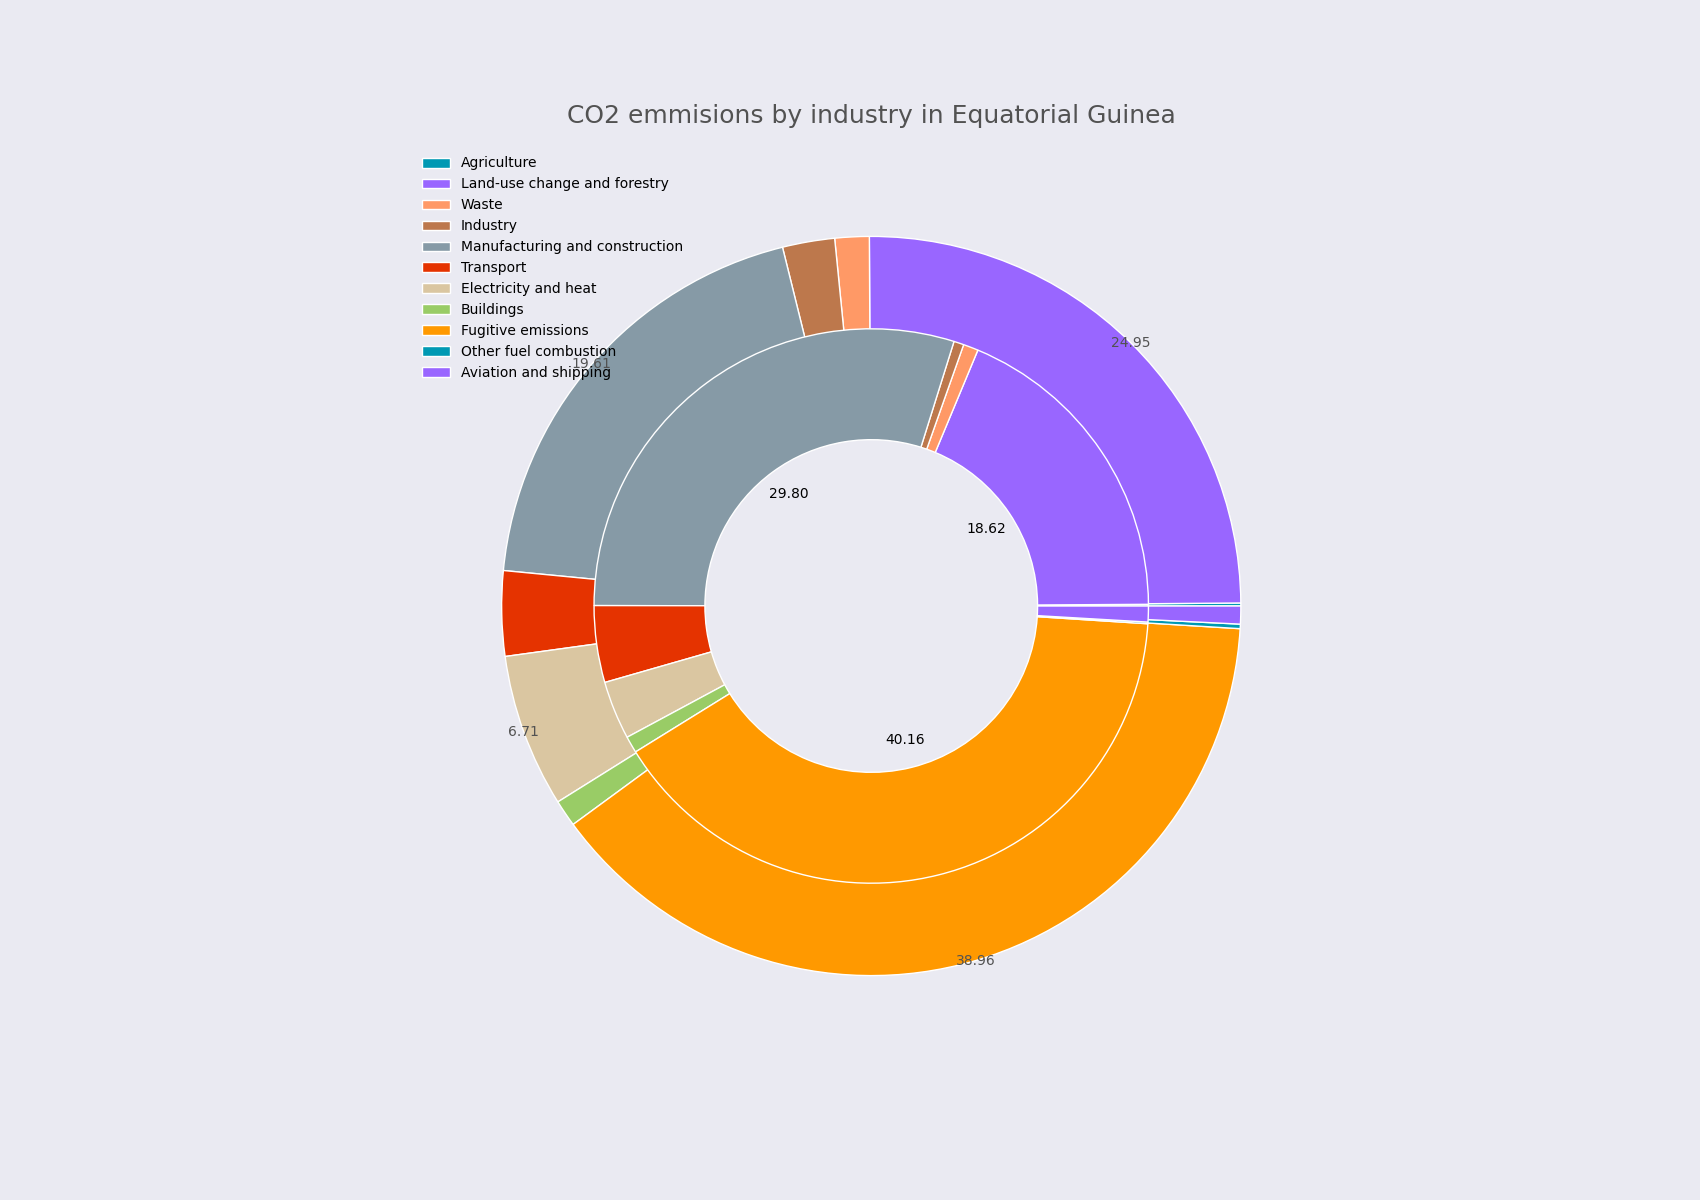 CO2 emmisions by industry in Equatorial Guinea
Agriculture
Land-use change and forestry
Waste
Industry
Manufacturing and construction
Transport
Electricity and heat
Buildings
Fugitive emissions
Other fuel combustion
Aviation and shipping
24.95
19.61
29.80
18.62
6.71
40.16
38.96